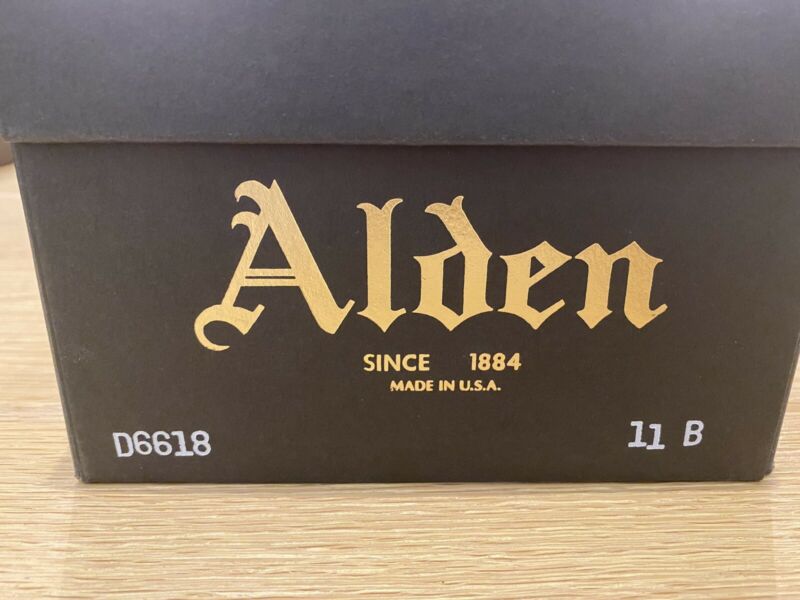 Alden
SINCE 1884
MADE IN U.S.A.
D6618 11 B